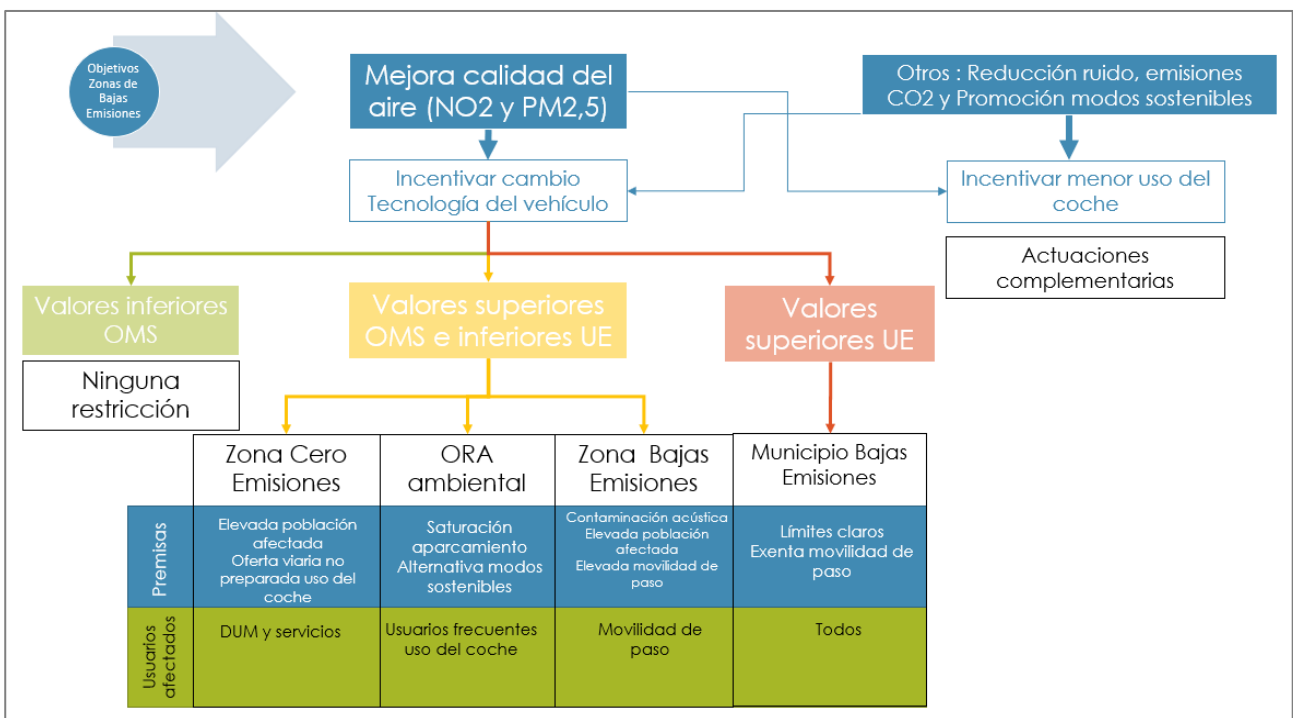 Objetivos
Zonas de
Bajas
Emisiones
Mejora calidad del
aire (NO2 y PM2,5)
Otros : Reducción ruido, emisiones
CO2 y Promoción modos sostenibles
Incentivar cambio
Tecnología del vehículo
Incentivar menor uso del
coche
Actuaciones
complementarias
Valores inferiores
OMS
Valores superiores
OMS e inferiores UE
Valores
superiores UE
Ninguna
restricción
Zona Cero
Emisiones
ORA
ambiental
Zona Bajas
Emisiones
Municipio Bajas
Emisiones
Premisas
Elevada población
afectada
Oferta viaria no
preparada uso del
coche
Saturación
aparcamiento
Alternativa modos
sostenibles
Contaminación acústica
Elevada población
afectada
Elevada movilidad de
paso
Límites claros
Exenta movilidad de
paso
Usuarios
afectados
DUM y servicios
Usuarios frecuentes
uso del coche
Movilidad de
paso
Todos